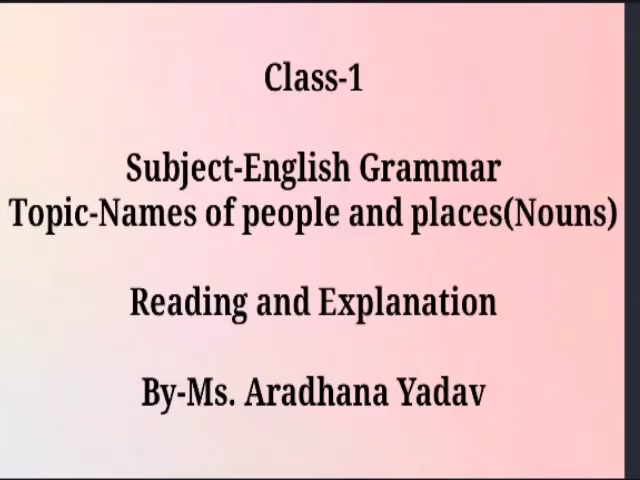 Class-1
Subject-English Grammar
Topic-Names of people and places(Nouns)
Reading and Explanation
By-Ms. Aradhana Yadav